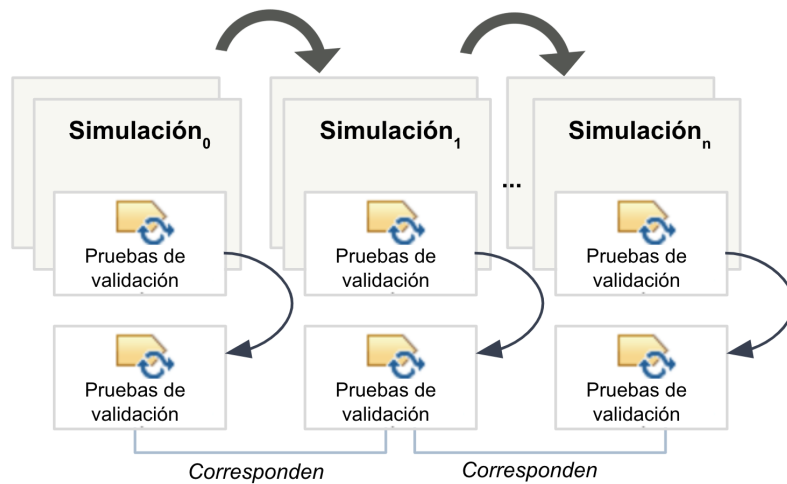 Simulación0
Simulación1
Simulaciónn
...
Pruebas de
validación
Pruebas de
validación
Pruebas de
validación
Pruebas de
validación
Pruebas de
validación
Pruebas de
validación
Corresponden
Corresponden